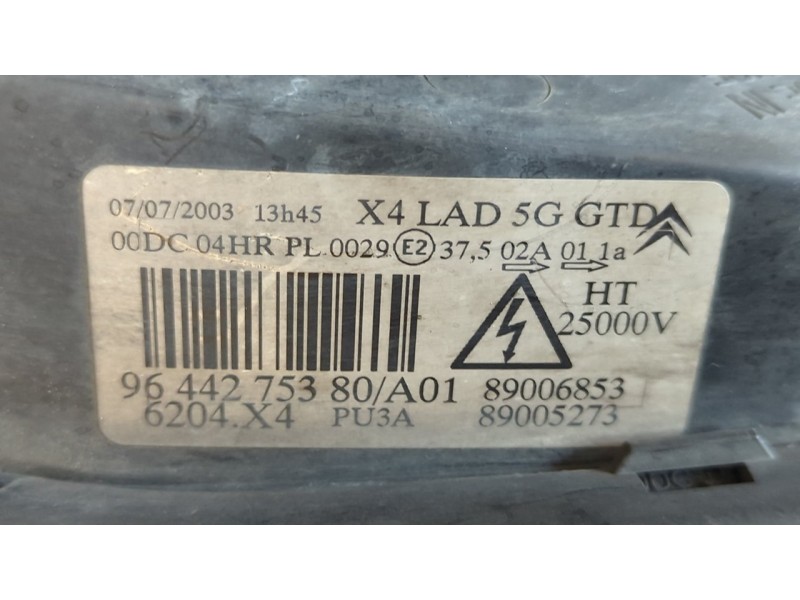 07/07/2003 13h45 X4 LAD 5G GTD
00DC 04HR PL 0029 E2 37,5 02A 01 1a
HT
25000V
96 442 753 80/A01 89006853
6204.X4 PU3A 89005273